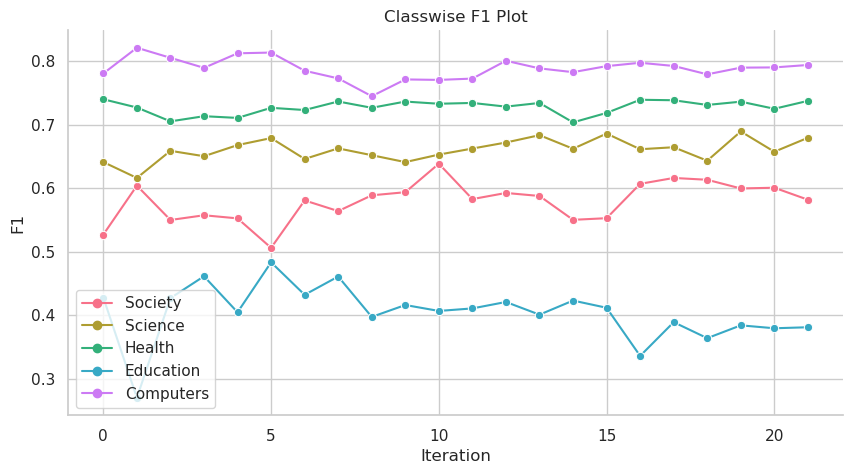 Classwise F1 Plot
F1
0.8
0.7
0.6
0.5
0.4
0.3
Society
Science
Health
Education
Computers
0 5 10 15 20
Iteration